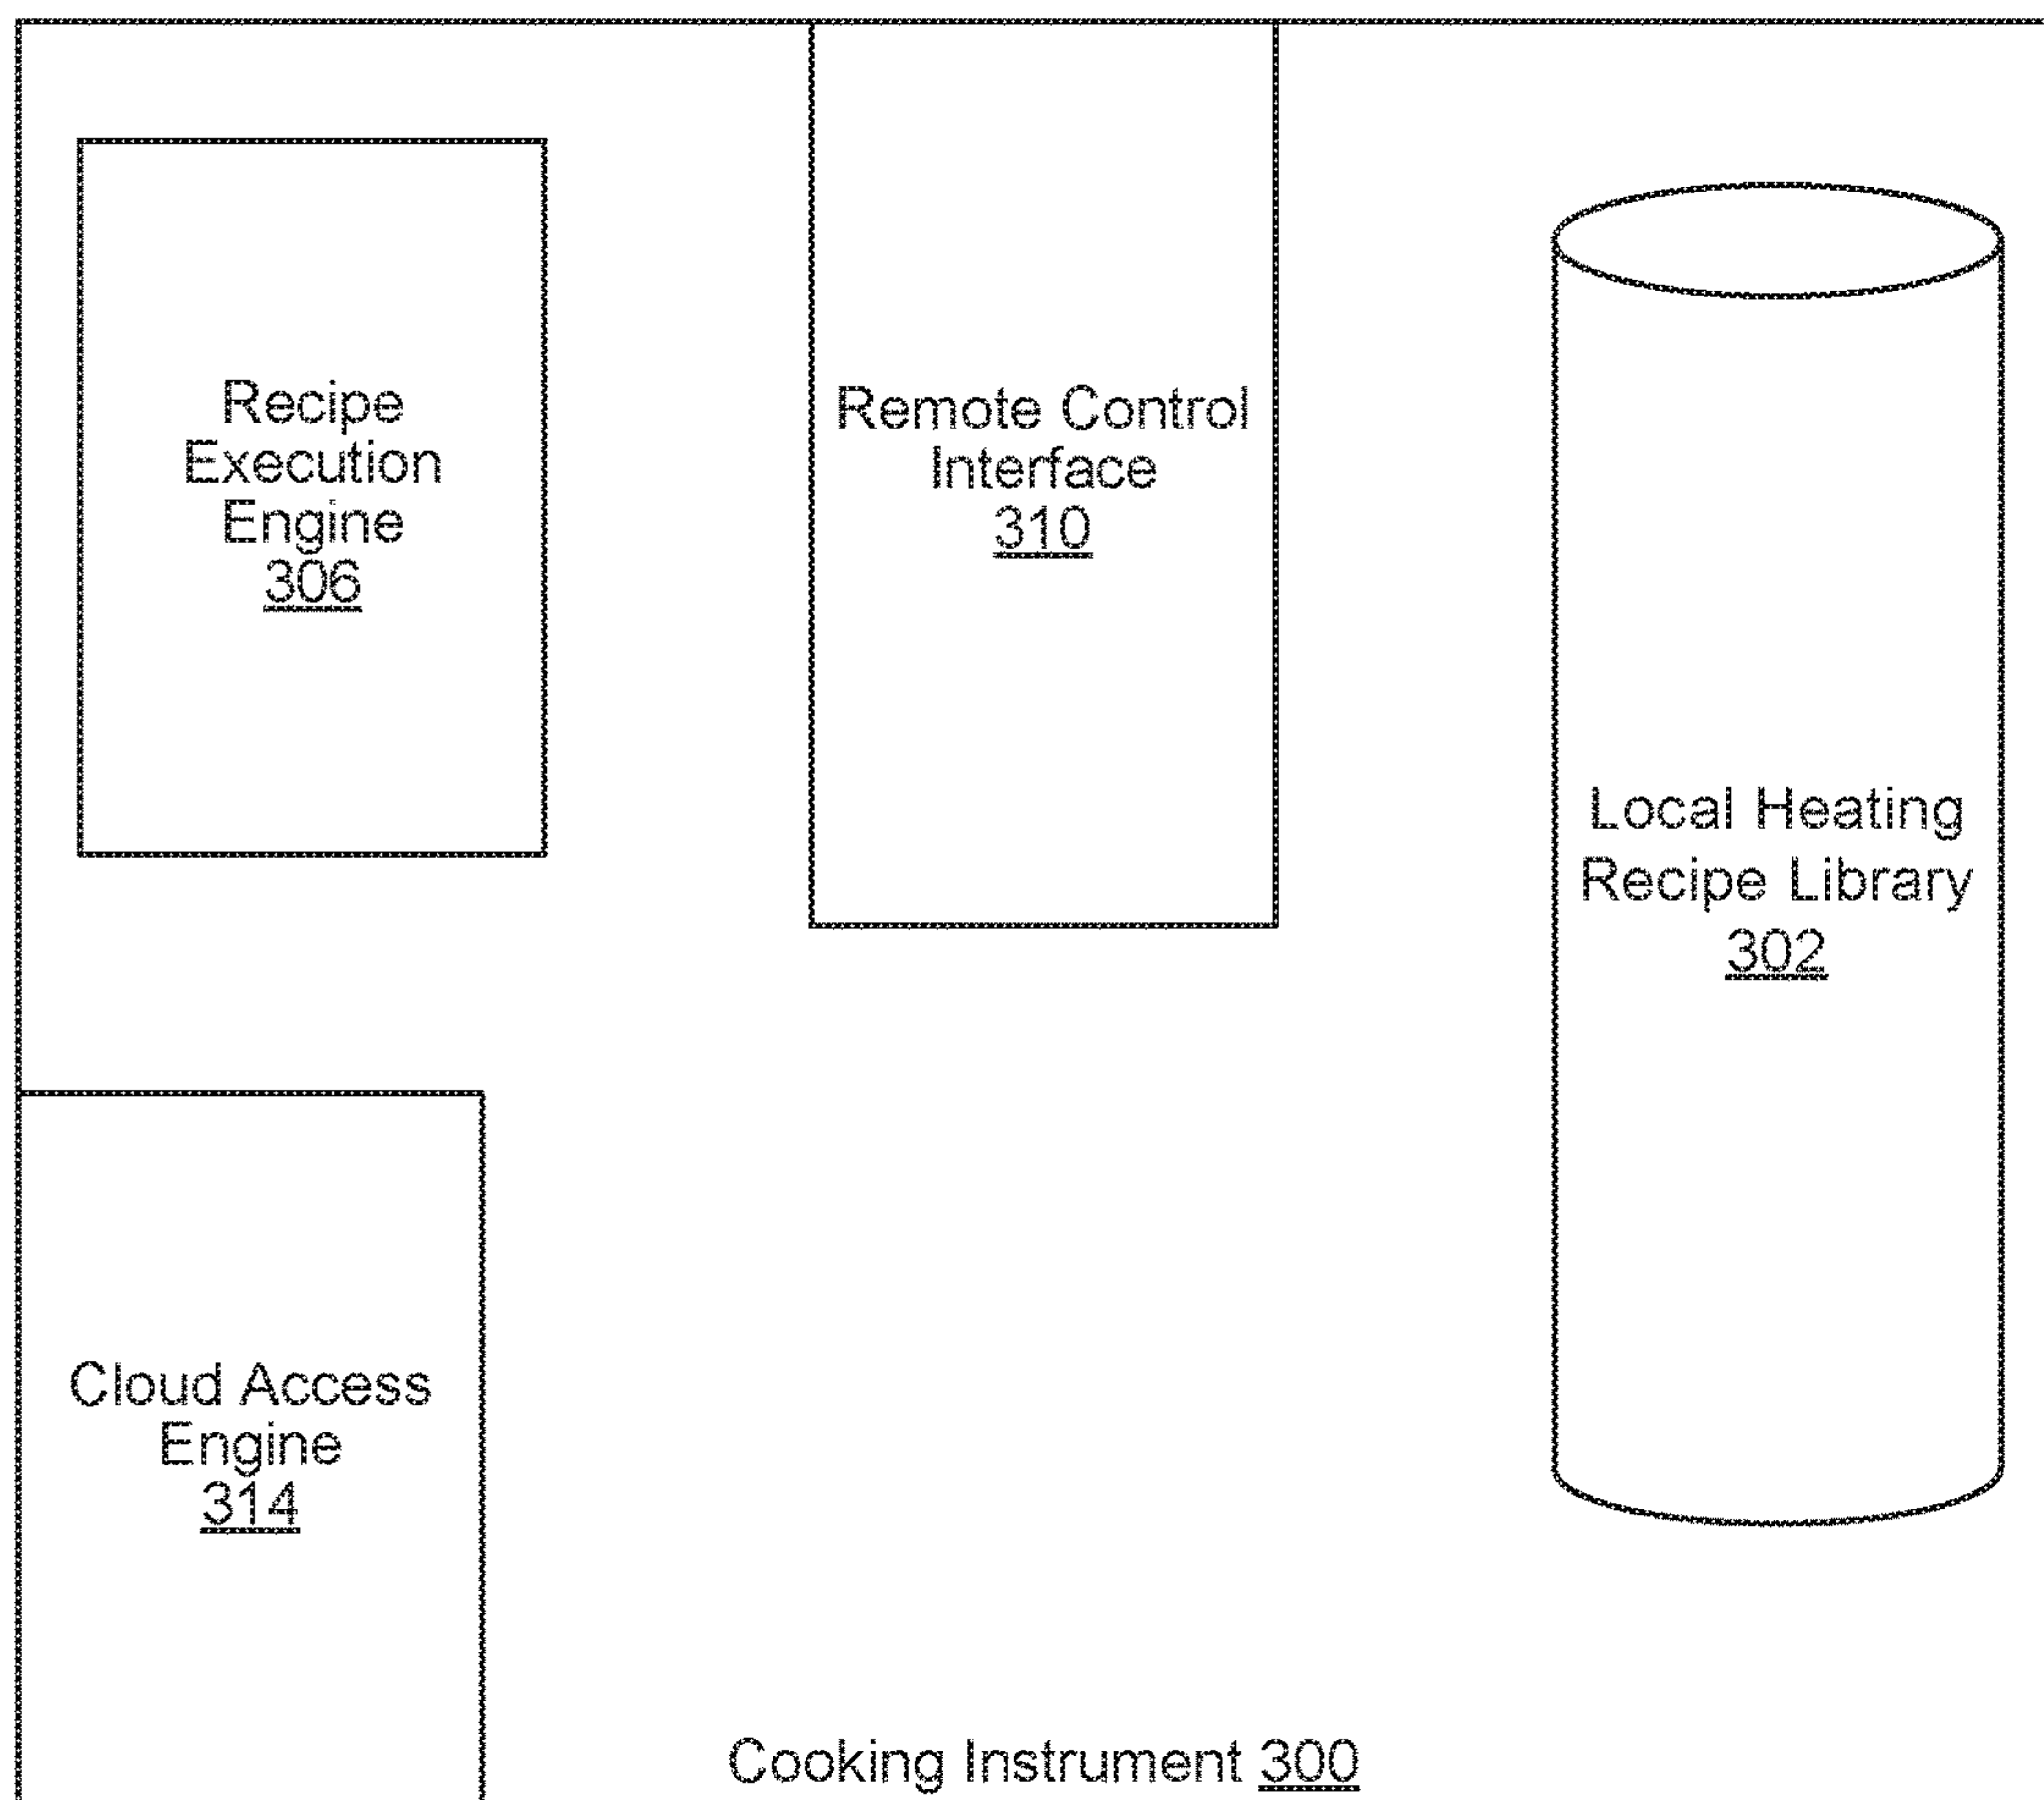 Recipe
Execution
Engine
306
Remote Control
Interface
310
Local Heating
Recipe Library
302
Cloud Access
Engine
314
Cooking Instrument 300